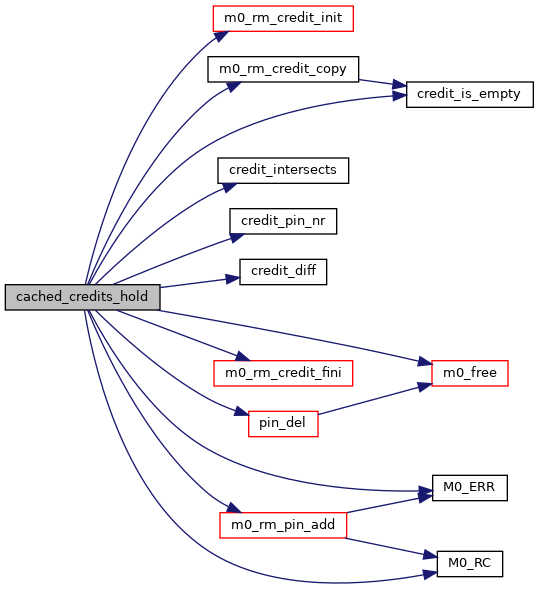 m0_rm_credit_init
m0_rm_credit_copy
credit_is_empty
credit_intersects
credit_pin_nr
credit_diff
cached_credits_hold
m0_rm_credit_fini
m0_free
pin_del
M0_ERR
m0_rm_pin_add
M0_RC